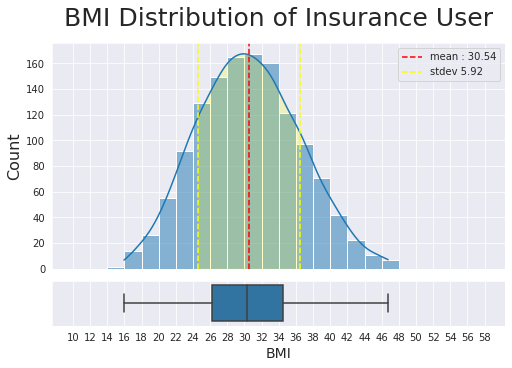 BMI Distribution of Insurance User
mean : 30.54
stdev 5.92
160
140
120
100
80
60
40
20
0
Count
10 12 14 16 18 20 22 24 26 28 30 32 34 36 38 40 42 44 46 48 50 52 54 56 58
BMI